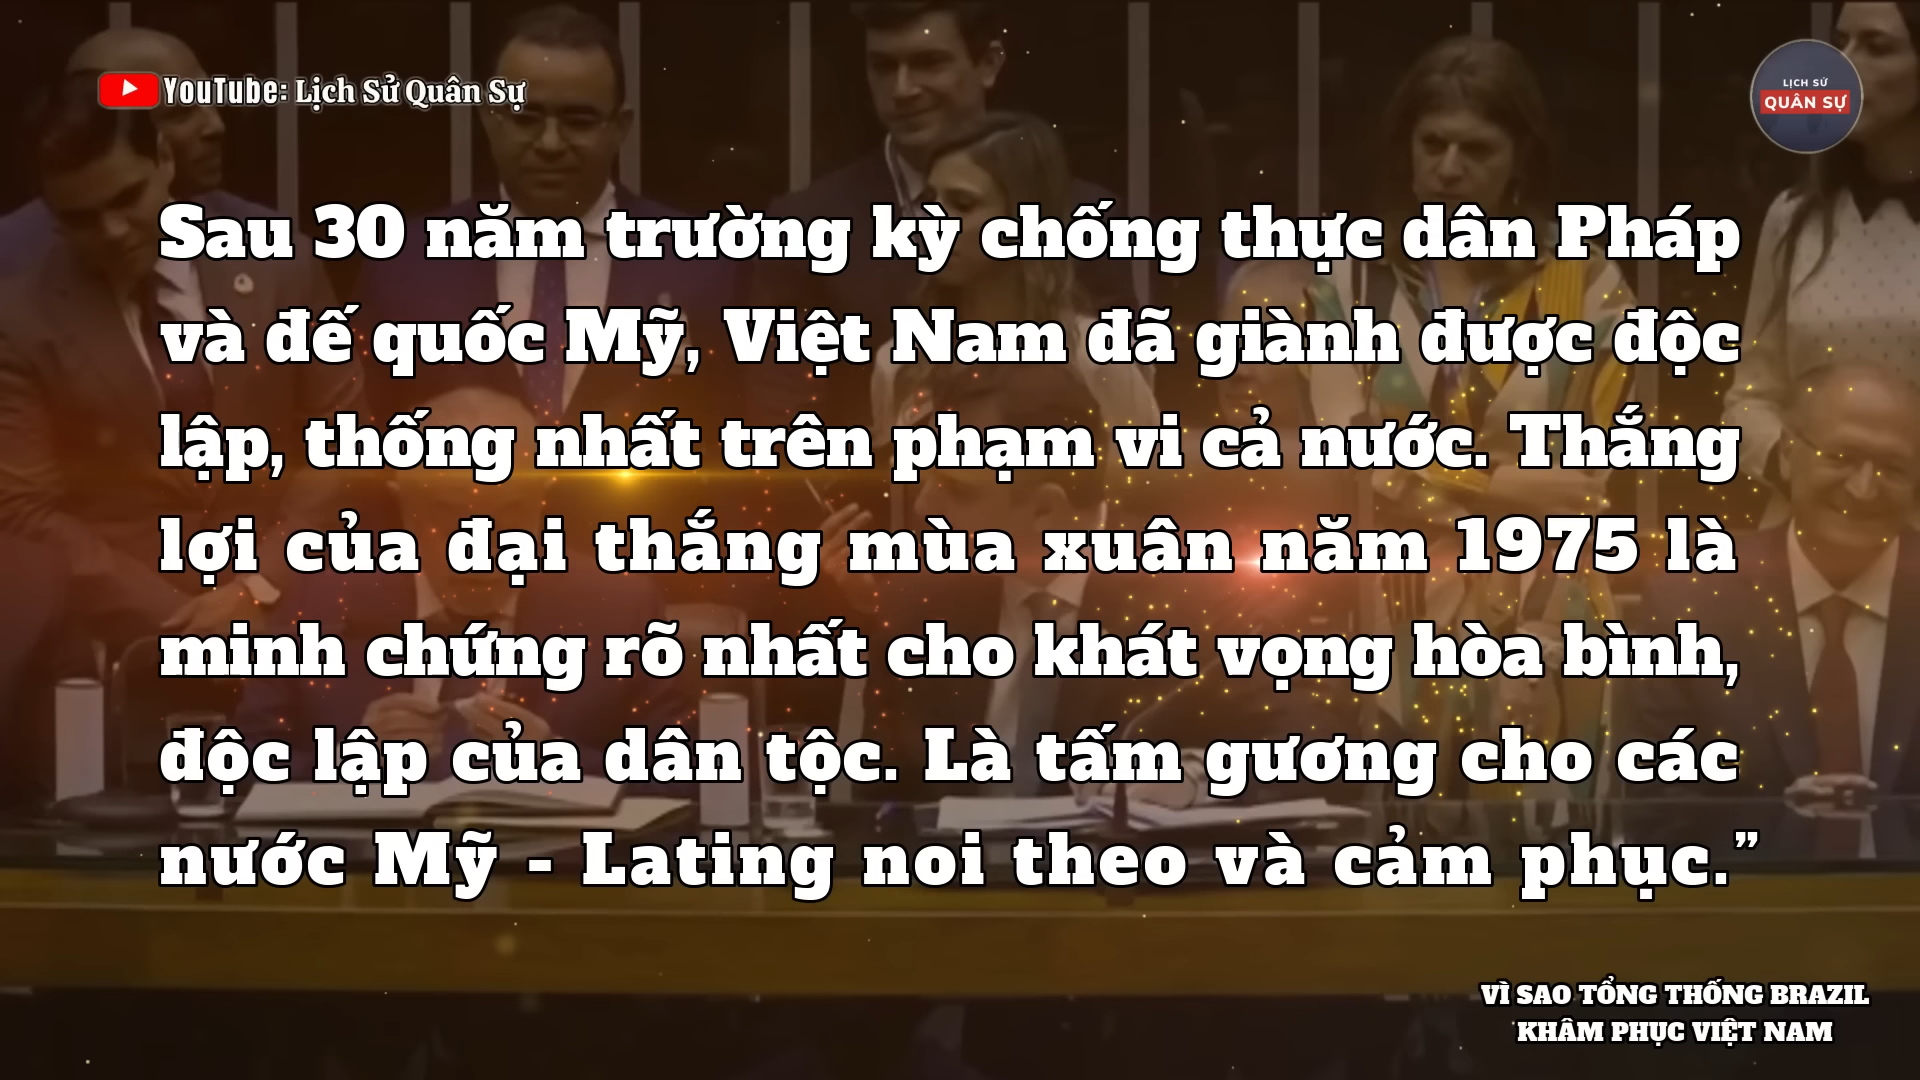 YouTube: Lịch Sử Quân Sự
LỊCH SỬ
QUÂN SỰ
Sau 30 năm trường kỳ chống thực dân Pháp
và đế quốc Mỹ, Việt Nam đã giành được độc
lập, thống nhất trên phạm vi cả nước. Thắng
lợi của đại thắng mùa xuân năm 1975 là
minh chứng rõ nhất cho khát vọng hòa bình,
độc lập của dân tộc. Là tấm gương cho các
nước Mỹ - Lating noi theo và cảm phục.”
VÌ SAO TỔNG THỐNG BRAZIL
KHÂM PHỤC VIỆT NAM